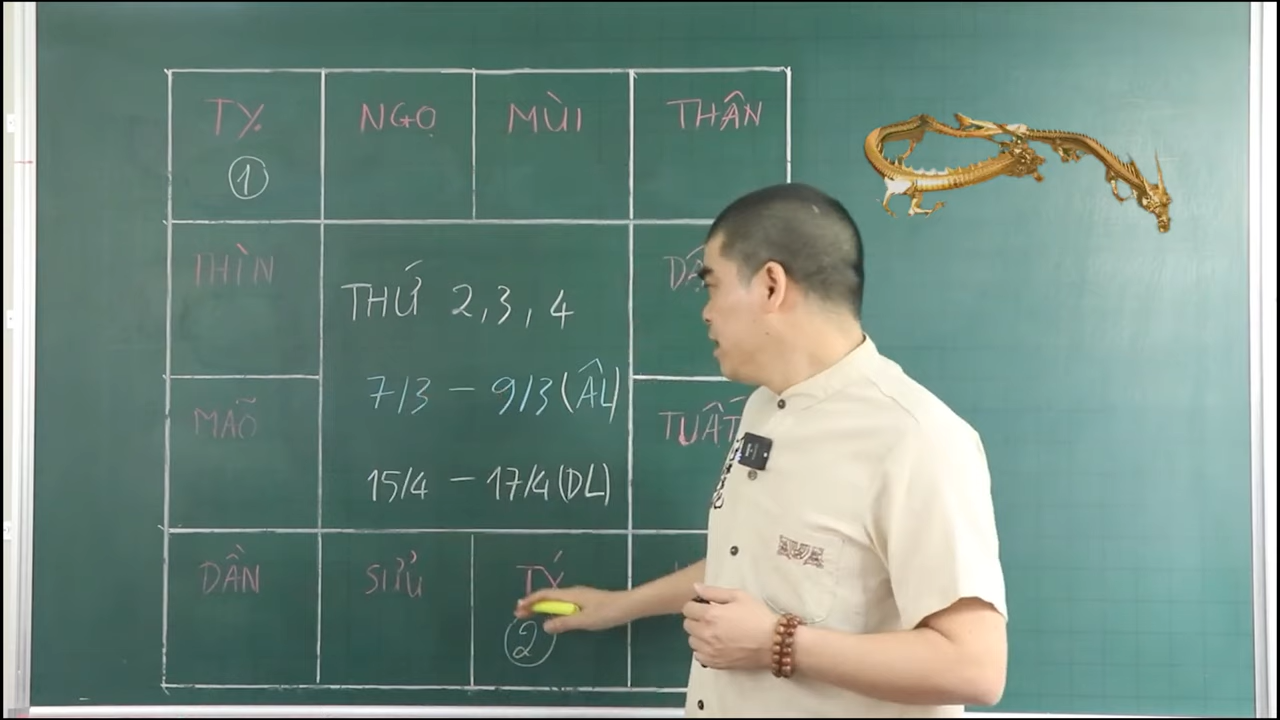 TỴ NGỌ MÙI THÂN
1
THÌN
THỨ 2, 3, 4
7/3 - 9/3 (ÂL)
MÃO TUẤT
15/4 - 17/4 (DL)
DẦN SỬU TÝ
2